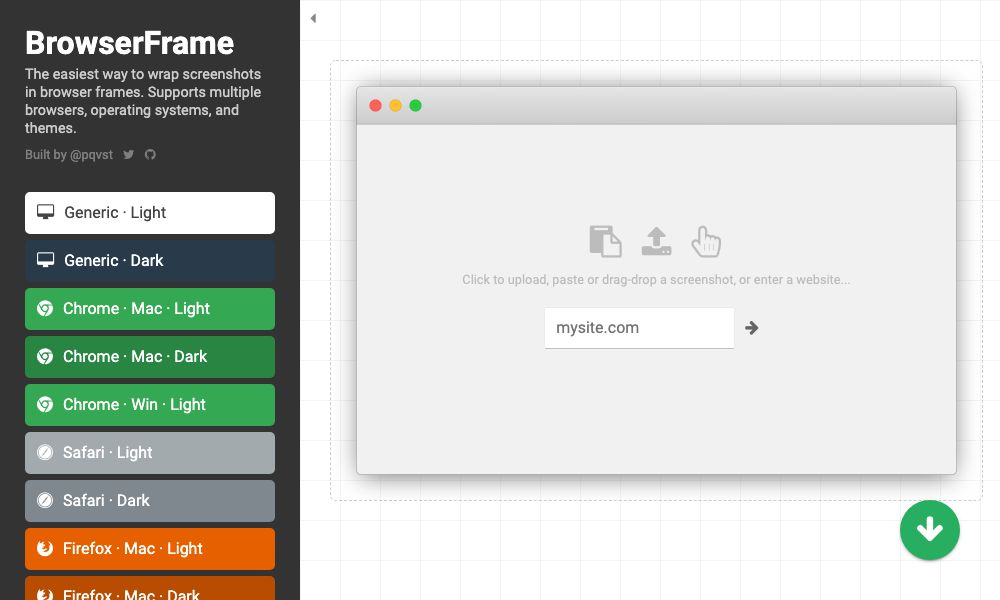 BrowserFrame
The easiest way to wrap screenshots
in browser frames. Supports multiple
browsers, operating systems, and
themes.
Built by @pqvst
Generic · Light
Generic · Dark
Chrome · Mac · Light
Chrome · Mac · Dark
Chrome · Win · Light
Safari · Light
Safari · Dark
Firefox · Mac · Light
Firefox · Mac · Dark
Click to upload, paste or drag-drop a screenshot, or enter a website...
mysite.com